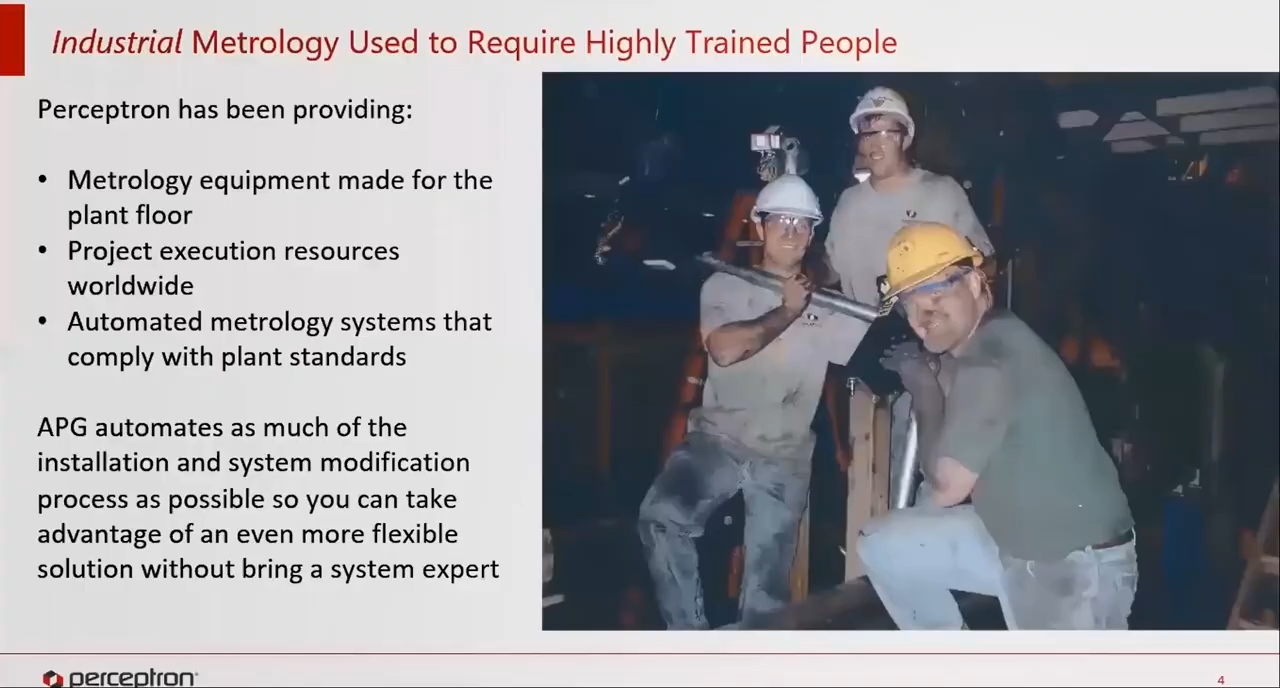 Industrial Metrology Used to Require Highly Trained People
Perceptron has been providing:
• Metrology equipment made for the
plant floor
• Project execution resources
worldwide
• Automated metrology systems that
comply with plant standards
APG automates as much of the
installation and system modification
process as possible so you can take
advantage of an even more flexible
solution without bring a system expert
perceptron
4